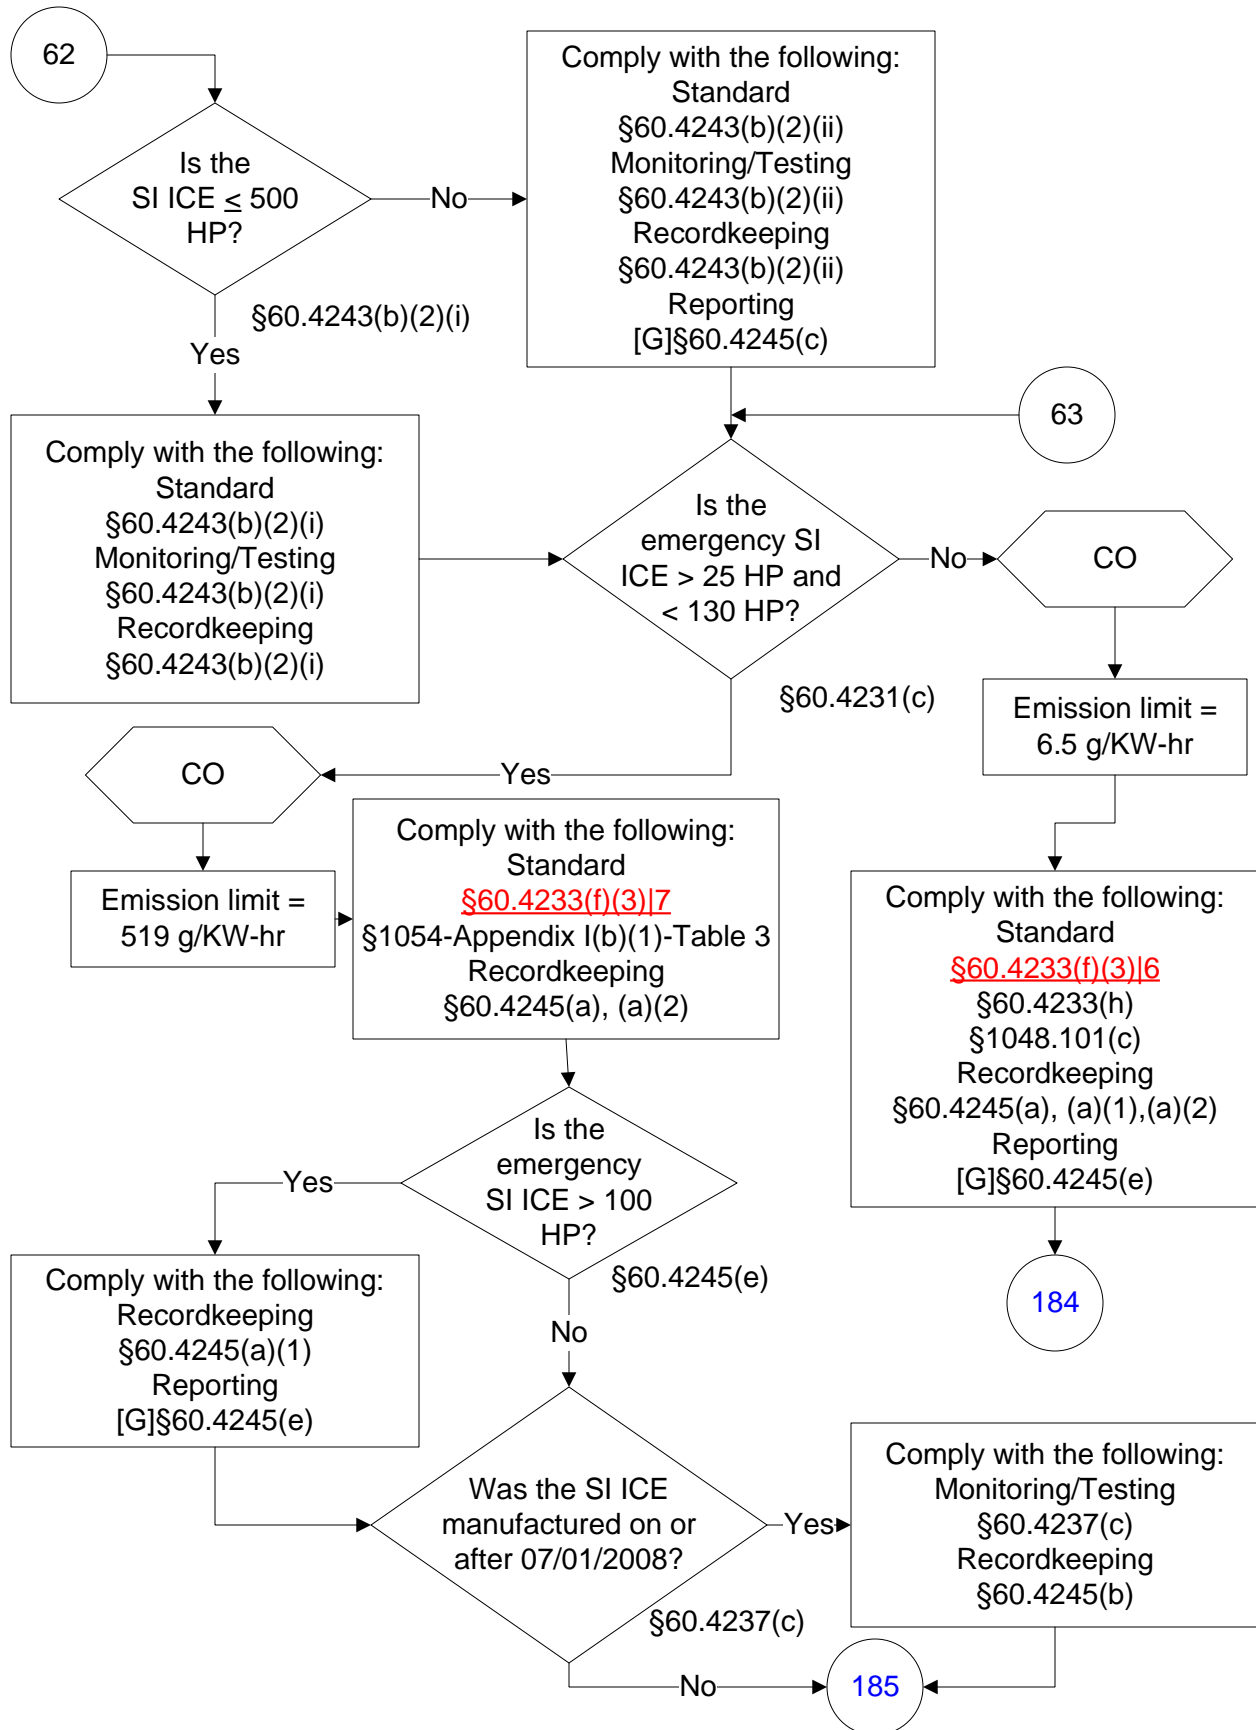 62
Is the
SI ICE ≤ 500
HP?
No
Comply with the following:
Standard
§60.4243(b)(2)(ii)
Monitoring/Testing
§60.4243(b)(2)(ii)
Recordkeeping
§60.4243(b)(2)(ii)
Reporting
[G]§60.4245(c)
§60.4243(b)(2)(i)
Yes
63
Comply with the following:
Standard
§60.4243(b)(2)(i)
Monitoring/Testing
§60.4243(b)(2)(i)
Recordkeeping
§60.4243(b)(2)(i)
Is the
emergency SI
ICE > 25 HP and
< 130 HP?
No
CO
§60.4231(c)
Emission limit =
6.5 g/KW-hr
Yes
CO
Emission limit =
519 g/KW-hr
Comply with the following:
Standard
§60.4233(f)(3)|7
§1054-Appendix I(b)(1)-Table 3
Recordkeeping
§60.4245(a), (a)(2)
Comply with the following:
Standard
§60.4233(f)(3)|6
§60.4233(h)
§1048.101(c)
Recordkeeping
§60.4245(a), (a)(1),(a)(2)
Reporting
[G]§60.4245(e)
184
Is the
emergency
SI ICE > 100
HP?
Yes
§60.4245(e)
No
Comply with the following:
Recordkeeping
§60.4245(a)(1)
Reporting
[G]§60.4245(e)
Was the SI ICE
manufactured on or
after 07/01/2008?
Yes
Comply with the following:
Monitoring/Testing
§60.4237(c)
Recordkeeping
§60.4245(b)
§60.4237(c)
No
185